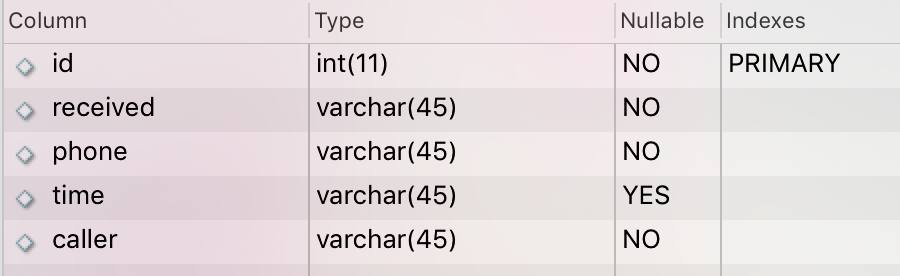 Column Type Nullable Indexes
id int(11) NO PRIMARY
received varchar(45) NO
phone varchar(45) NO
time varchar(45) YES
caller varchar(45) NO